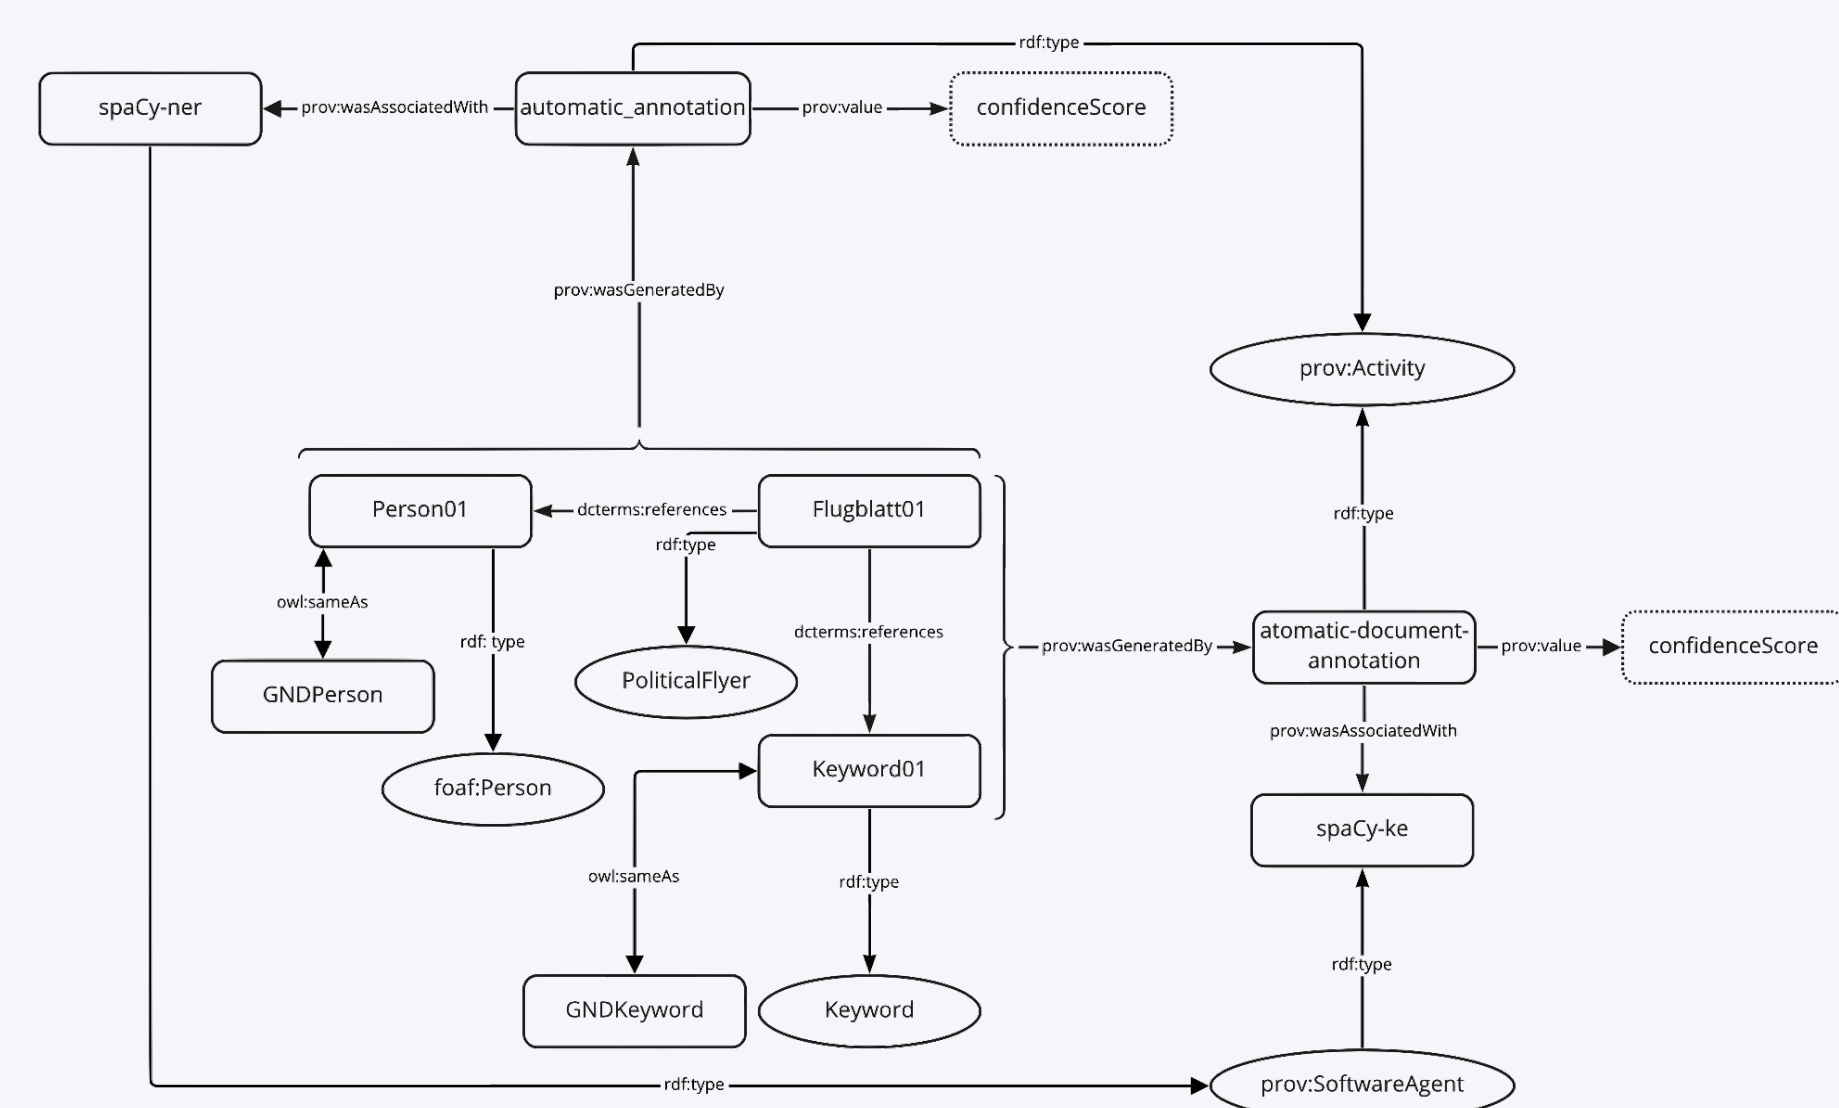 rdf:type
spaCy-ner
prov:wasAssociatedWith
automatic_annotation
prov:value
confidenceScore
prov:wasGeneratedBy
prov:Activity
Person01
dcterms:references
Flugblatt01
rdf:type
rdf:type
owl:sameAs
rdf: type
dcterms:references
prov:wasGeneratedBy
atomatic-document-
annotation
prov:value
confidenceScore
GNDPerson
PoliticalFlyer
prov:wasAssociatedWith
foaf:Person
Keyword01
spaCy-ke
owl:sameAs
rdf:type
rdf:type
GNDKeyword
Keyword
rdf:type
prov:SoftwareAgent